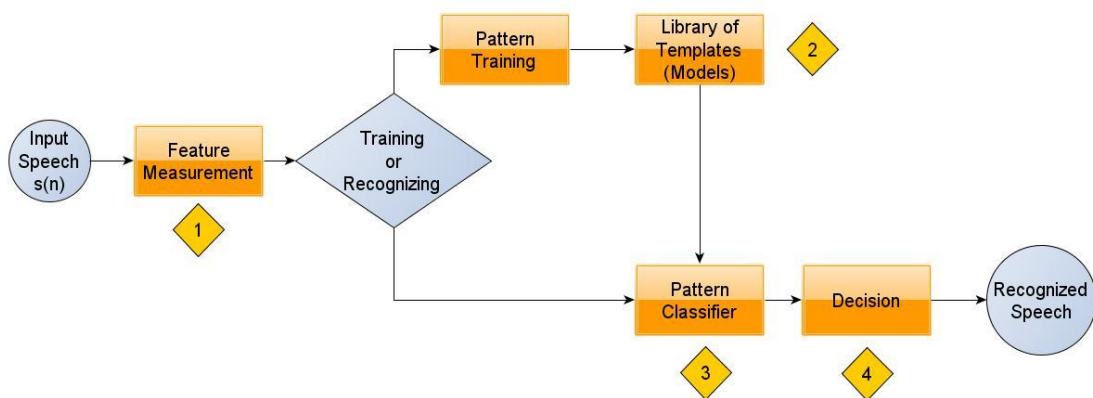 Pattern
Training
Library of
Templates
(Models)
2
Input
Speech
s(n)
Feature
Measurement
Training
or
Recognizing
1
Pattern
Classifier
Decision
Recognized
Speech
3
4